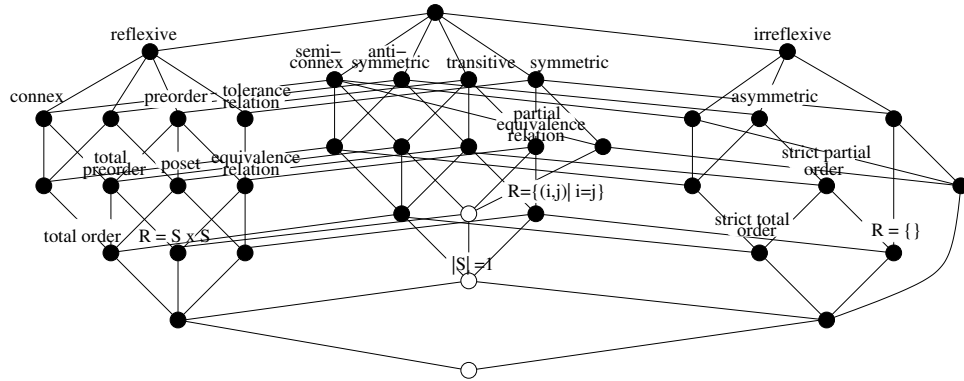 reflexive
irreflexive
semi–
connex
anti–
symmetric
transitive
symmetric
connex
preorder
tolerance
relation
asymmetric
partial
equivalence
relation
total
preorder
poset
equivalence
relation
strict partial
order
R={(i,j)| i=j}
total order
R = S x S
strict total
order
R = {}
|S| =1